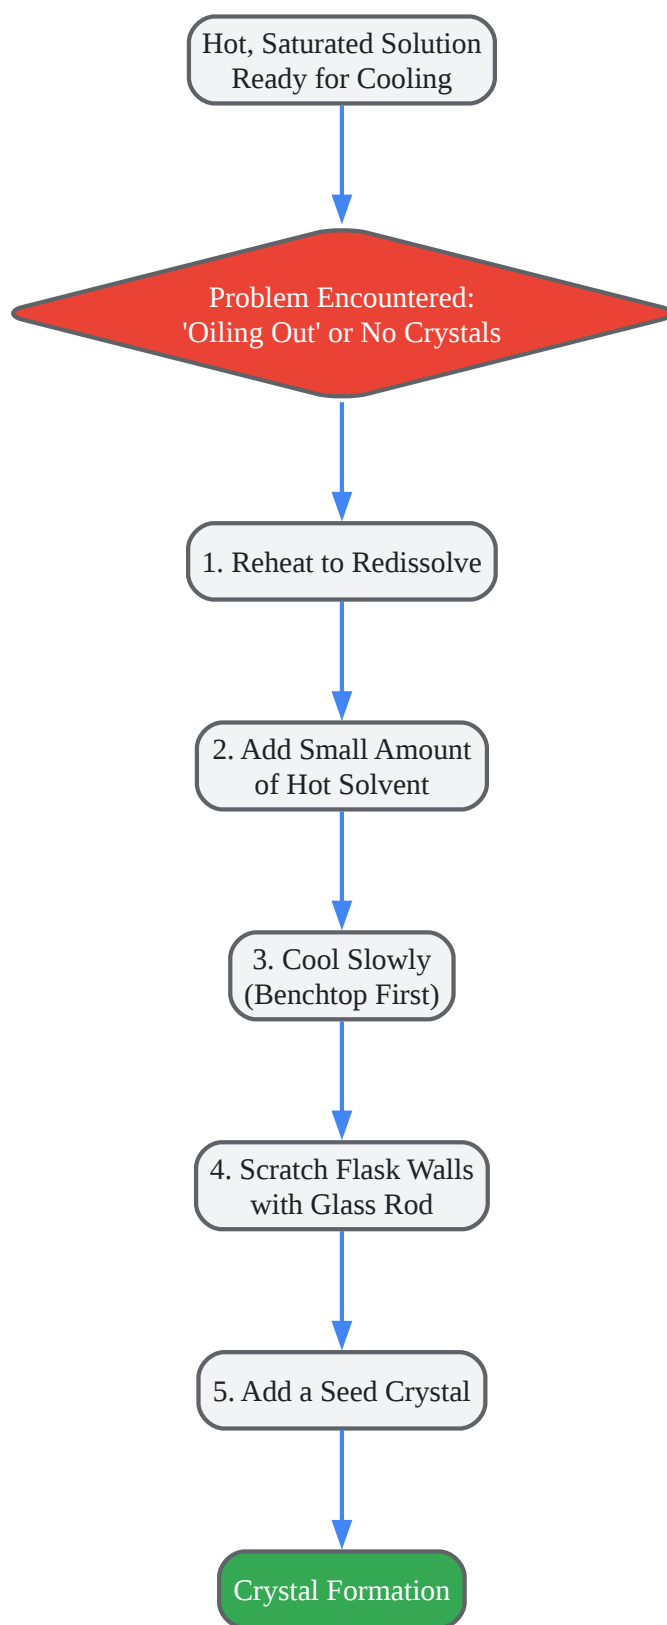 Hot, Saturated Solution
Ready for Cooling
Problem Encountered:
'Oiling Out' or No Crystals
1. Reheat to Redissolve
2. Add Small Amount
of Hot Solvent
3. Cool Slowly
(Benchtop First)
4. Scratch Flask Walls
with Glass Rod
5. Add a Seed Crystal
Crystal Formation